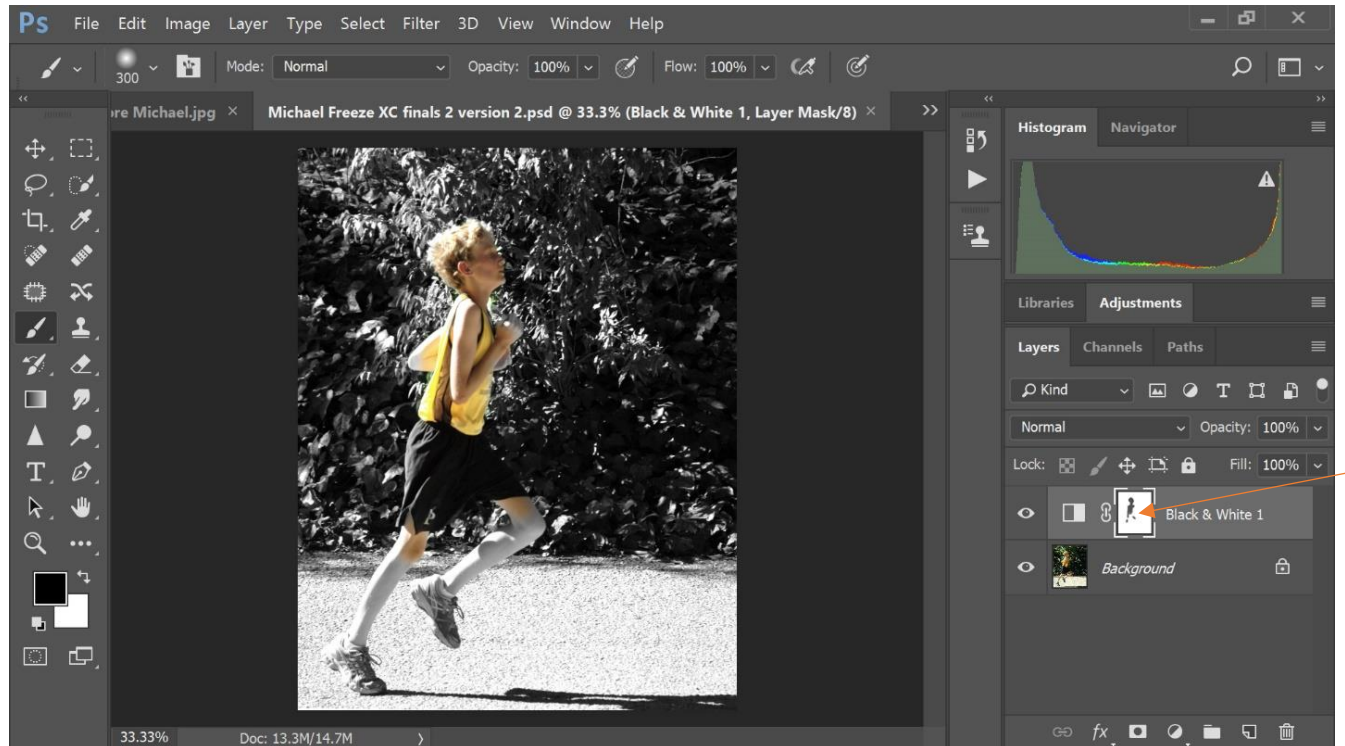 Ps File Edit Image Layer Type Select Filter 3D View Window Help
300 Mode: Normal Opacity: 100% Flow: 100%
re Michael.jpg × Michael Freeze XC finals 2 version 2.psd @ 33.3% (Black & White 1, Layer Mask/8) ×
Histogram Navigator
Libraries Adjustments
Layers Channels Paths
Kind
Normal Opacity: 100%
Lock: Fill: 100%
Black & White 1
Background
33.33% Doc: 13.3M/14.7M
fx